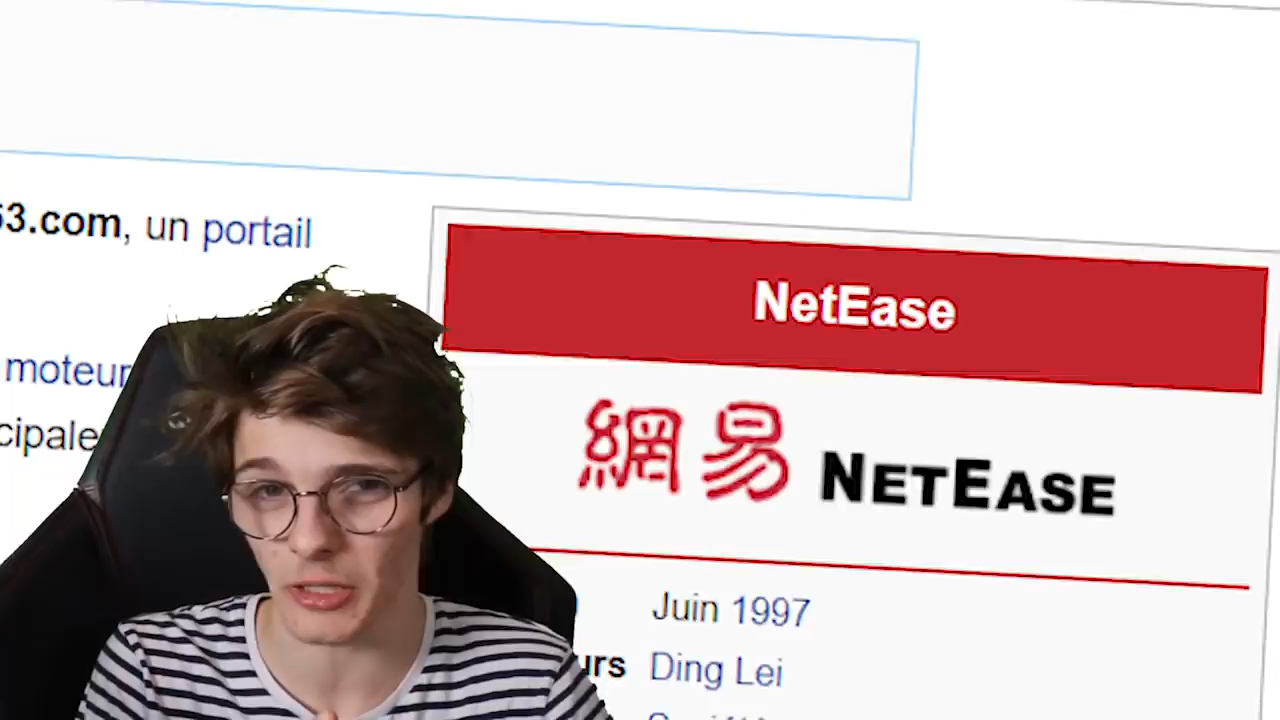 63.com, un portail
NetEase
moteur
cipale
網易 NETEASE
Juin 1997
urs Ding Lei